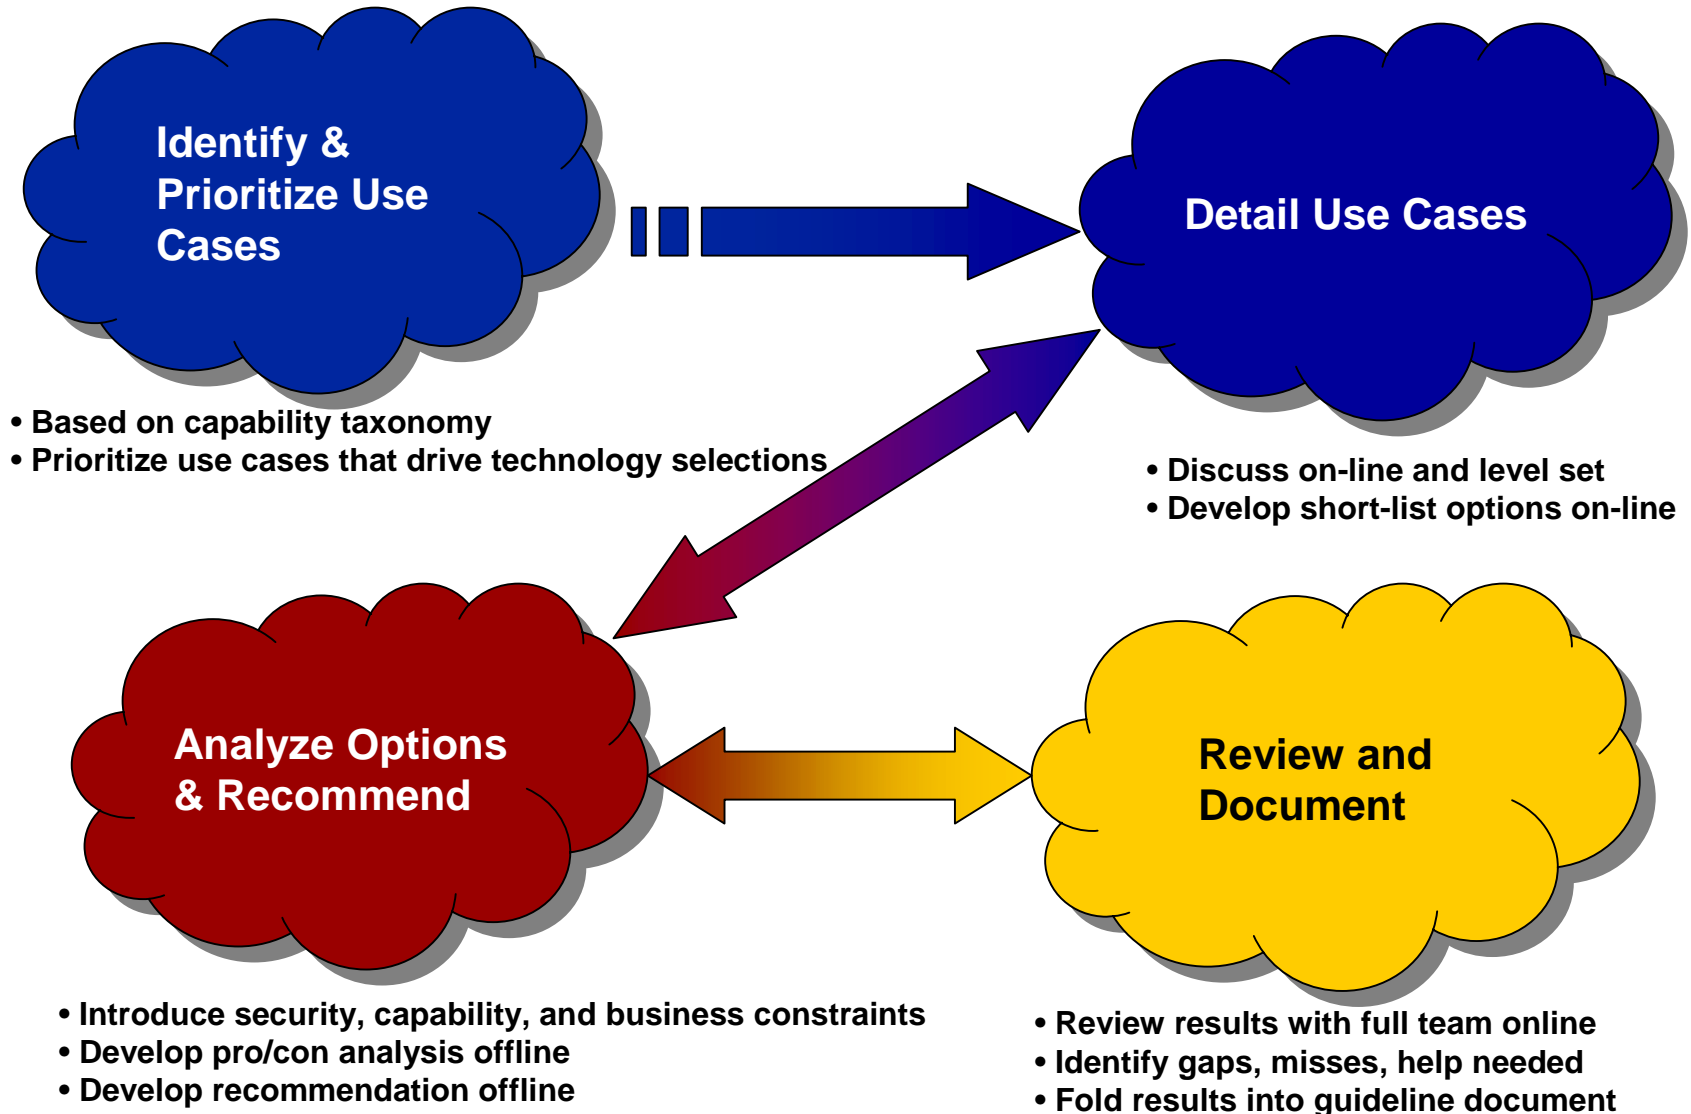 Identify &
Prioritize Use
Cases
Detail Use Cases
• Based on capability taxonomy
• Prioritize use cases that drive technology selections
• Discuss on-line and level set
• Develop short-list options on-line
Analyze Options
& Recommend
Review and
Document
• Introduce security, capability, and business constraints
• Develop pro/con analysis offline
• Develop recommendation offline
• Review results with full team online
• Identify gaps, misses, help needed
• Fold results into guideline document